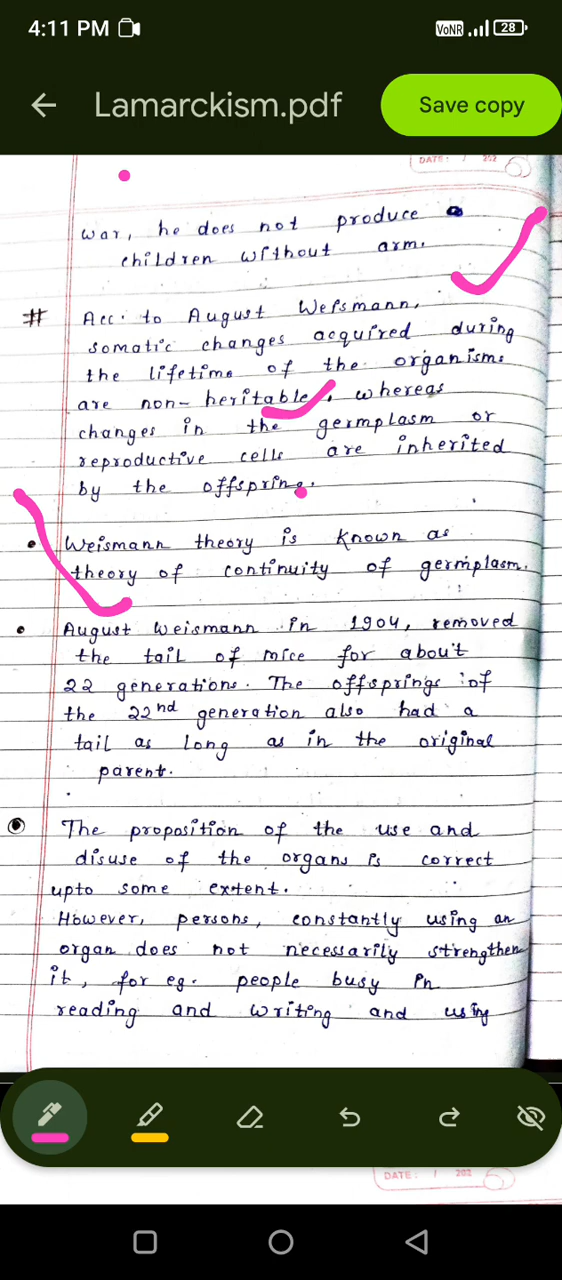 4:11 PM
VoNR 28
Lamarckism.pdf
Save copy
DATE: / 202
war, he does not produce
children without arm.
# Acc. to August Weismann,
somatic changes acquired during
the lifetime of the organisms
are non-heritable, whereas
changes in the germplasm or
reproductive cells are inherited
by the offspring.
• Weismann theory is known as
theory of continuity of germplasm.
• August Weismann in 1904, removed
the tail of mice for about
22 generations. The offsprings of
the 22nd generation also had a
tail as long as in the original
parent.
The proposition of the use and
disuse of the organs is correct
upto some extent.
However, persons, constantly using an
organ does not necessarily strengthen
it, for eg. people busy in
reading and writing and using
DATE: / 202